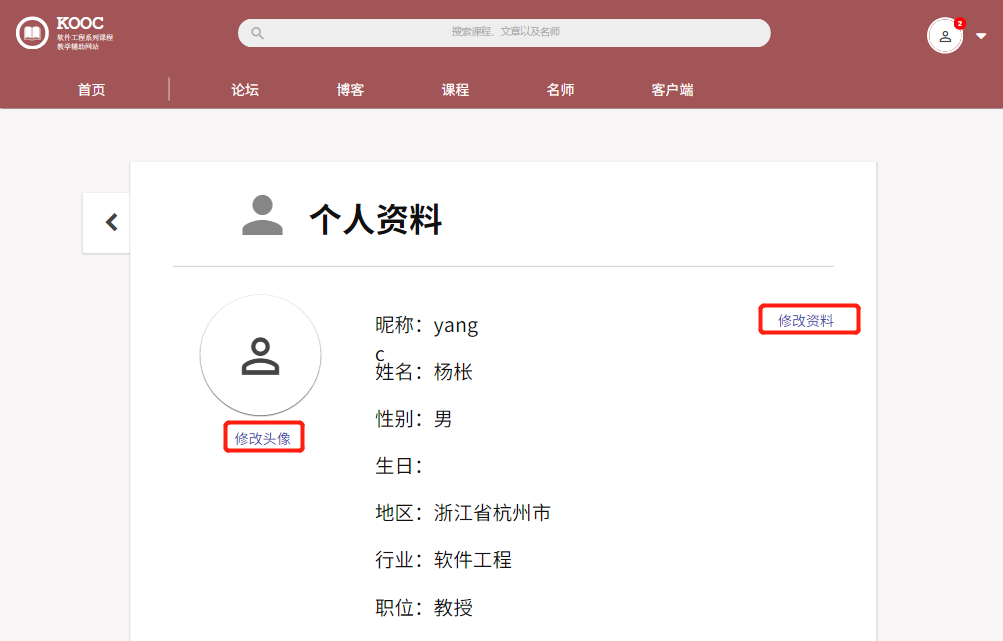 KOOC
软件工程系列课程
教学辅助网站
搜索课程、文章以及名师
2
首页
论坛
博客
课程
名师
客户端
个人资料
昵称：yang
c
修改资料
姓名：杨枨
性别：男
修改头像
生日：
地区：浙江省杭州市
行业：软件工程
职位：教授